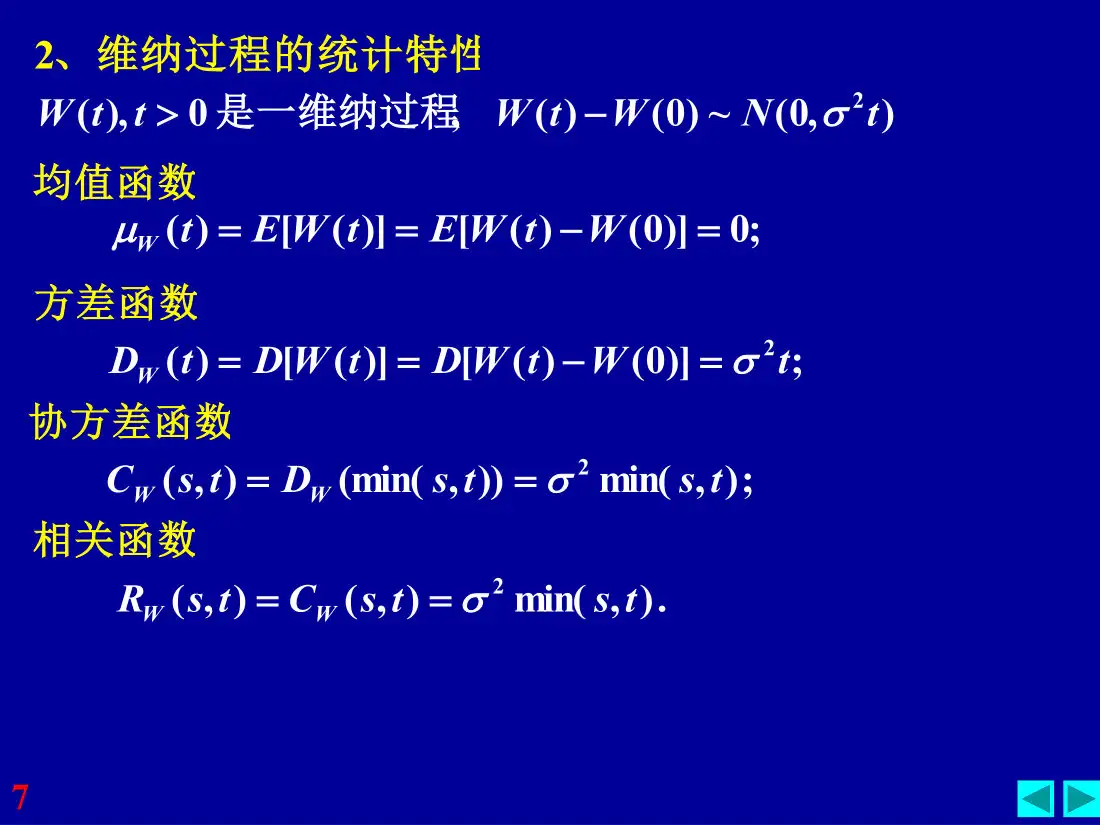 2、维纳过程的统计特性
W(t), t > 0 是一维纳过程, W(t) − W(0) ~ N(0, σ²t)
均值函数
μ_W(t) = E[W(t)] = E[W(t) − W(0)] = 0;
方差函数
D_W(t) = D[W(t)] = D[W(t) − W(0)] = σ²t;
协方差函数
C_W(s, t) = D_W(min(s, t)) = σ² min(s, t);
相关函数
R_W(s, t) = C_W(s, t) = σ² min(s, t).
7